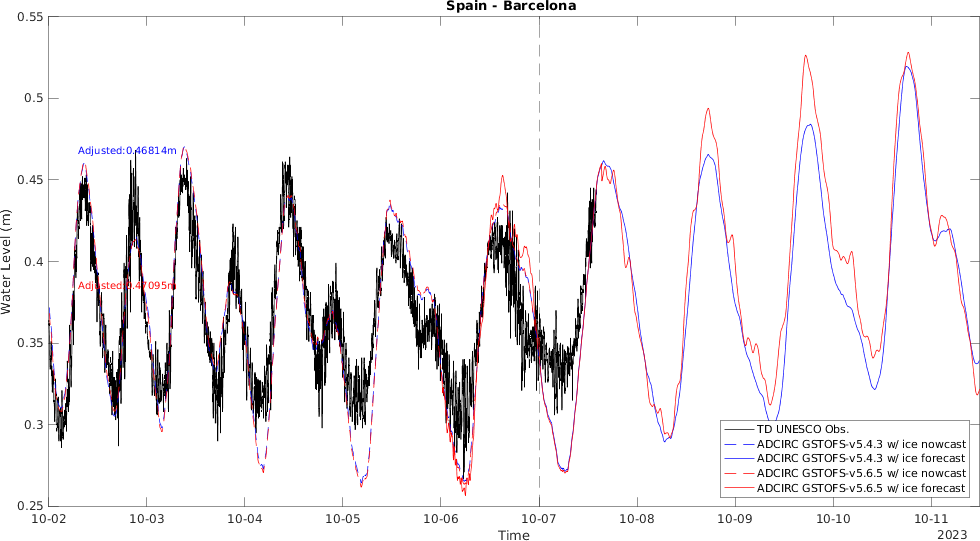 Spain - Barcelona
0.55
0.5
0.45
0.4
0.35
0.3
0.25
Water Level (m)
Adjusted:0.46814m
Adjusted:0.47095m
TD UNESCO Obs.
ADCIRC GSTOFS-v5.4.3 w/ ice nowcast
ADCIRC GSTOFS-v5.4.3 w/ ice forecast
ADCIRC GSTOFS-v5.6.5 w/ ice nowcast
ADCIRC GSTOFS-v5.6.5 w/ ice forecast
10-02 10-03 10-04 10-05 10-06 10-07 10-08 10-09 10-10 10-11
Time
2023